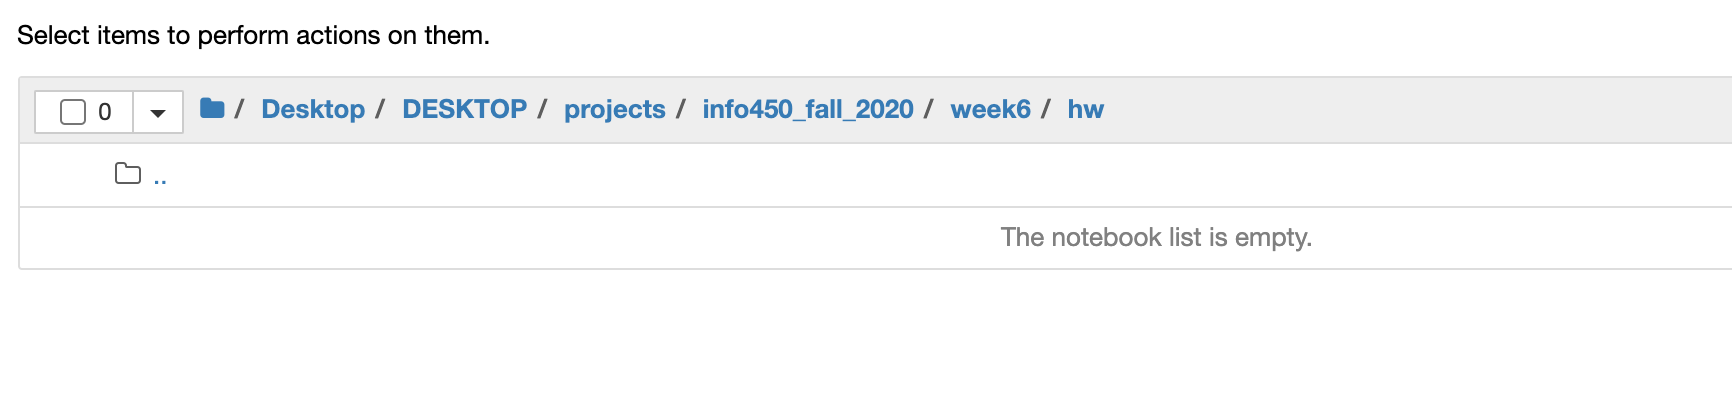 Select items to perform actions on them.
0 / Desktop / DESKTOP / projects / info450_fall_2020 / week6 / hw
..
The notebook list is empty.